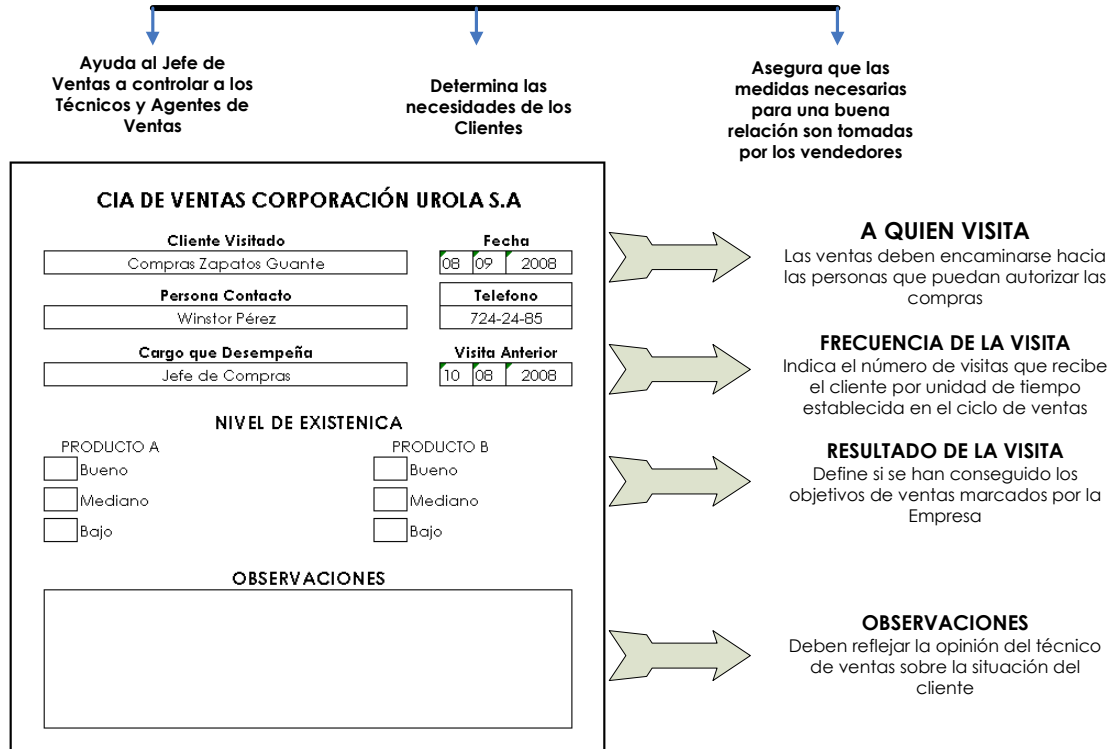 Ayuda al Jefe de
Ventas a controlar a los
Técnicos y Agentes de
Ventas
Determina las
necesidades de los
Clientes
Asegura que las
medidas necesarias
para una buena
relación son tomadas
por los vendedores
CIA DE VENTAS CORPORACIÓN UROLA S.A
Cliente Visitado
Fecha
Compras Zapatos Guante
08 09 2008
Persona Contacto
Telefono
Winstor Pérez
724-24-85
Cargo que Desempeña
Visita Anterior
Jefe de Compras
10 08 2008
NIVEL DE EXISTENICA
PRODUCTO A
PRODUCTO B
Bueno
Bueno
Mediano
Mediano
Bajo
Bajo
OBSERVACIONES
A QUIEN VISITA
Las ventas deben encaminarse hacia
las personas que puedan autorizar las
compras
FRECUENCIA DE LA VISITA
Indica el número de visitas que recibe
el cliente por unidad de tiempo
establecida en el ciclo de ventas
RESULTADO DE LA VISITA
Define si se han conseguido los
objetivos de ventas marcados por la
Empresa
OBSERVACIONES
Deben reflejar la opinión del técnico
de ventas sobre la situación del
cliente